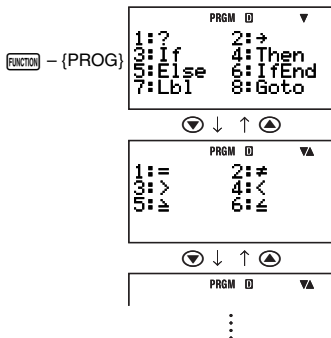 PRGM D ▼
FUNCTION – {PROG}
1:? 2:→
3:If 4:Then
5:Else 6:IfEnd
7:Lbl 8:Goto
▼ ↓ ↑ ▲
PRGM D ▼▲
1:= 2:≠
3:> 4:<
5:≧ 6:≦
▼ ↓ ↑ ▲
PRGM D ▼▲